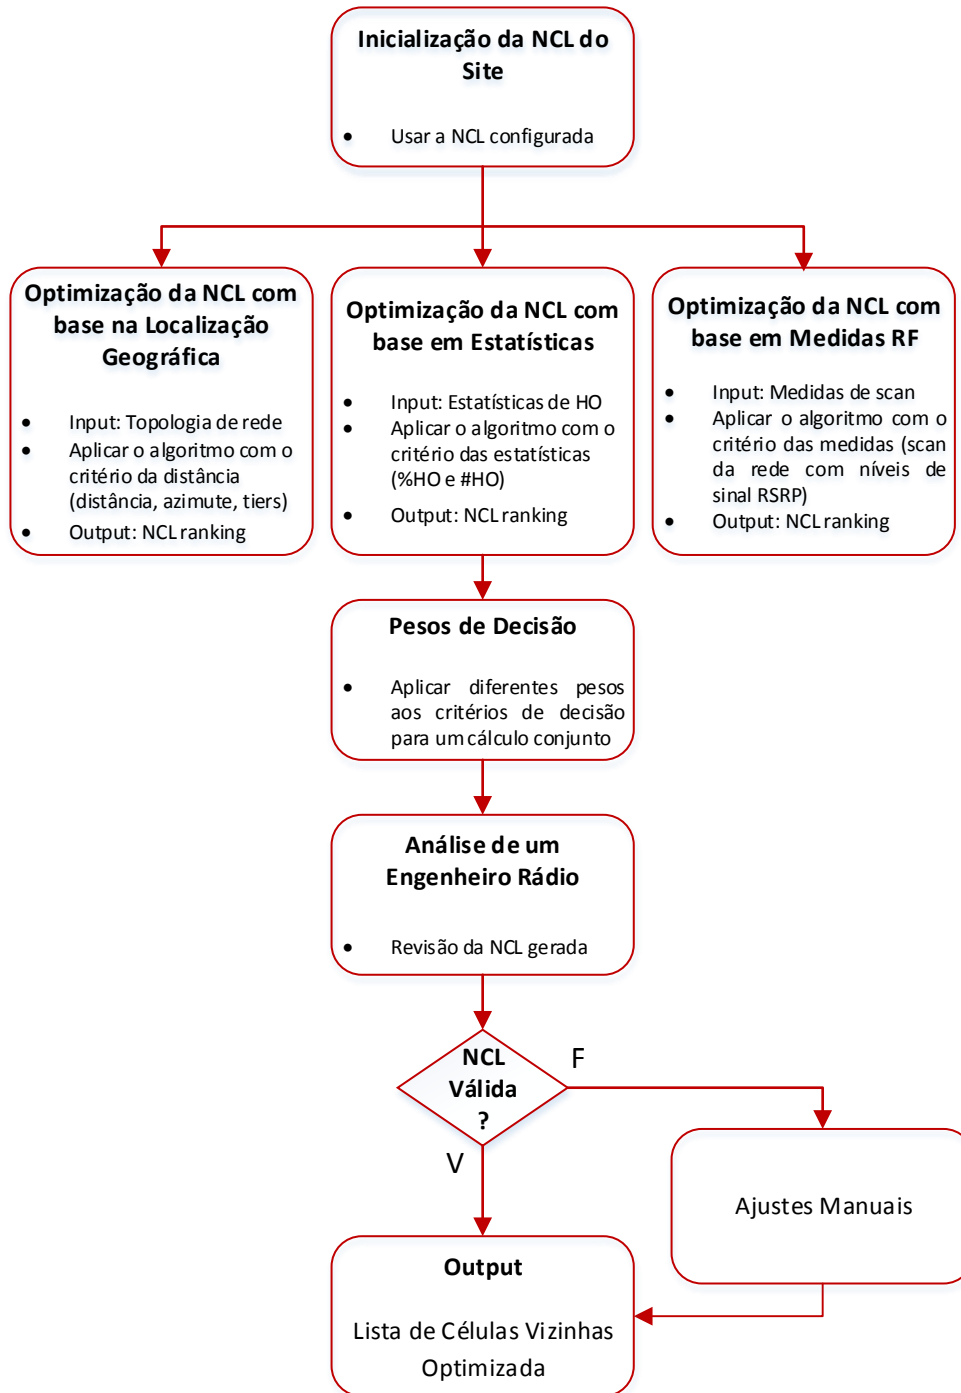 Inicialização da NCL do
Site
• Usar a NCL configurada
Optimização da NCL com
base na Localização
Geográfica
• Input: Topologia de rede
• Aplicar o algoritmo com o
critério da distância
(distância, azimute, tiers)
• Output: NCL ranking
Optimização da NCL com
base em Estatísticas
• Input: Estatísticas de HO
• Aplicar o algoritmo com o
critério das estatísticas
(%HO e #HO)
• Output: NCL ranking
Optimização da NCL com
base em Medidas RF
• Input: Medidas de scan
• Aplicar o algoritmo com o
critério das medidas (scan
da rede com níveis de
sinal RSRP)
• Output: NCL ranking
Pesos de Decisão
• Aplicar diferentes pesos
aos critérios de decisão
para um cálculo conjunto
Análise de um
Engenheiro Rádio
• Revisão da NCL gerada
NCL
Válida
?
F
V
Ajustes Manuais
Output
Lista de Células Vizinhas
Optimizada